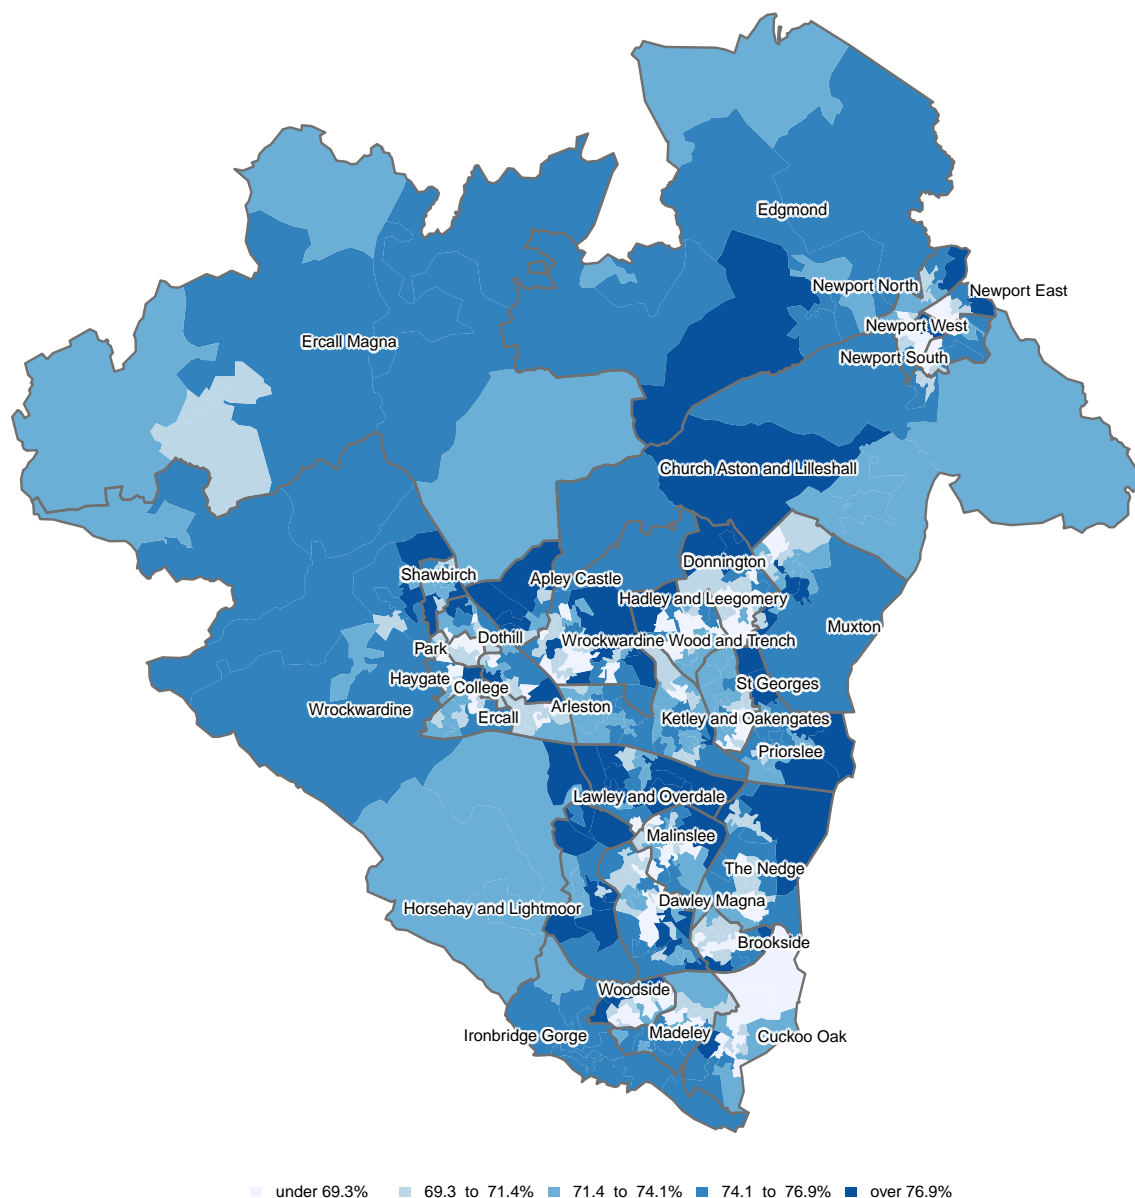 Edgmond
Newport North
Newport East
Newport West
Ercall Magna
Newport South
Church Aston and Lilleshall
Donnington
Shawbirch
Apley Castle
Hadley and Leegomery
Muxton
Dothill
Wrockwardine Wood and Trench
Park
Haygate
College
St Georges
Wrockwardine
Ercall
Arleston
Ketley and Oakengates
Priorslee
Lawley and Overdale
Malinslee
The Nedge
Dawley Magna
Horsehay and Lightmoor
Brookside
Woodside
Ironbridge Gorge
Madeley
Cuckoo Oak
under 69.3% 69.3 to 71.4% 71.4 to 74.1% 74.1 to 76.9% over 76.9%